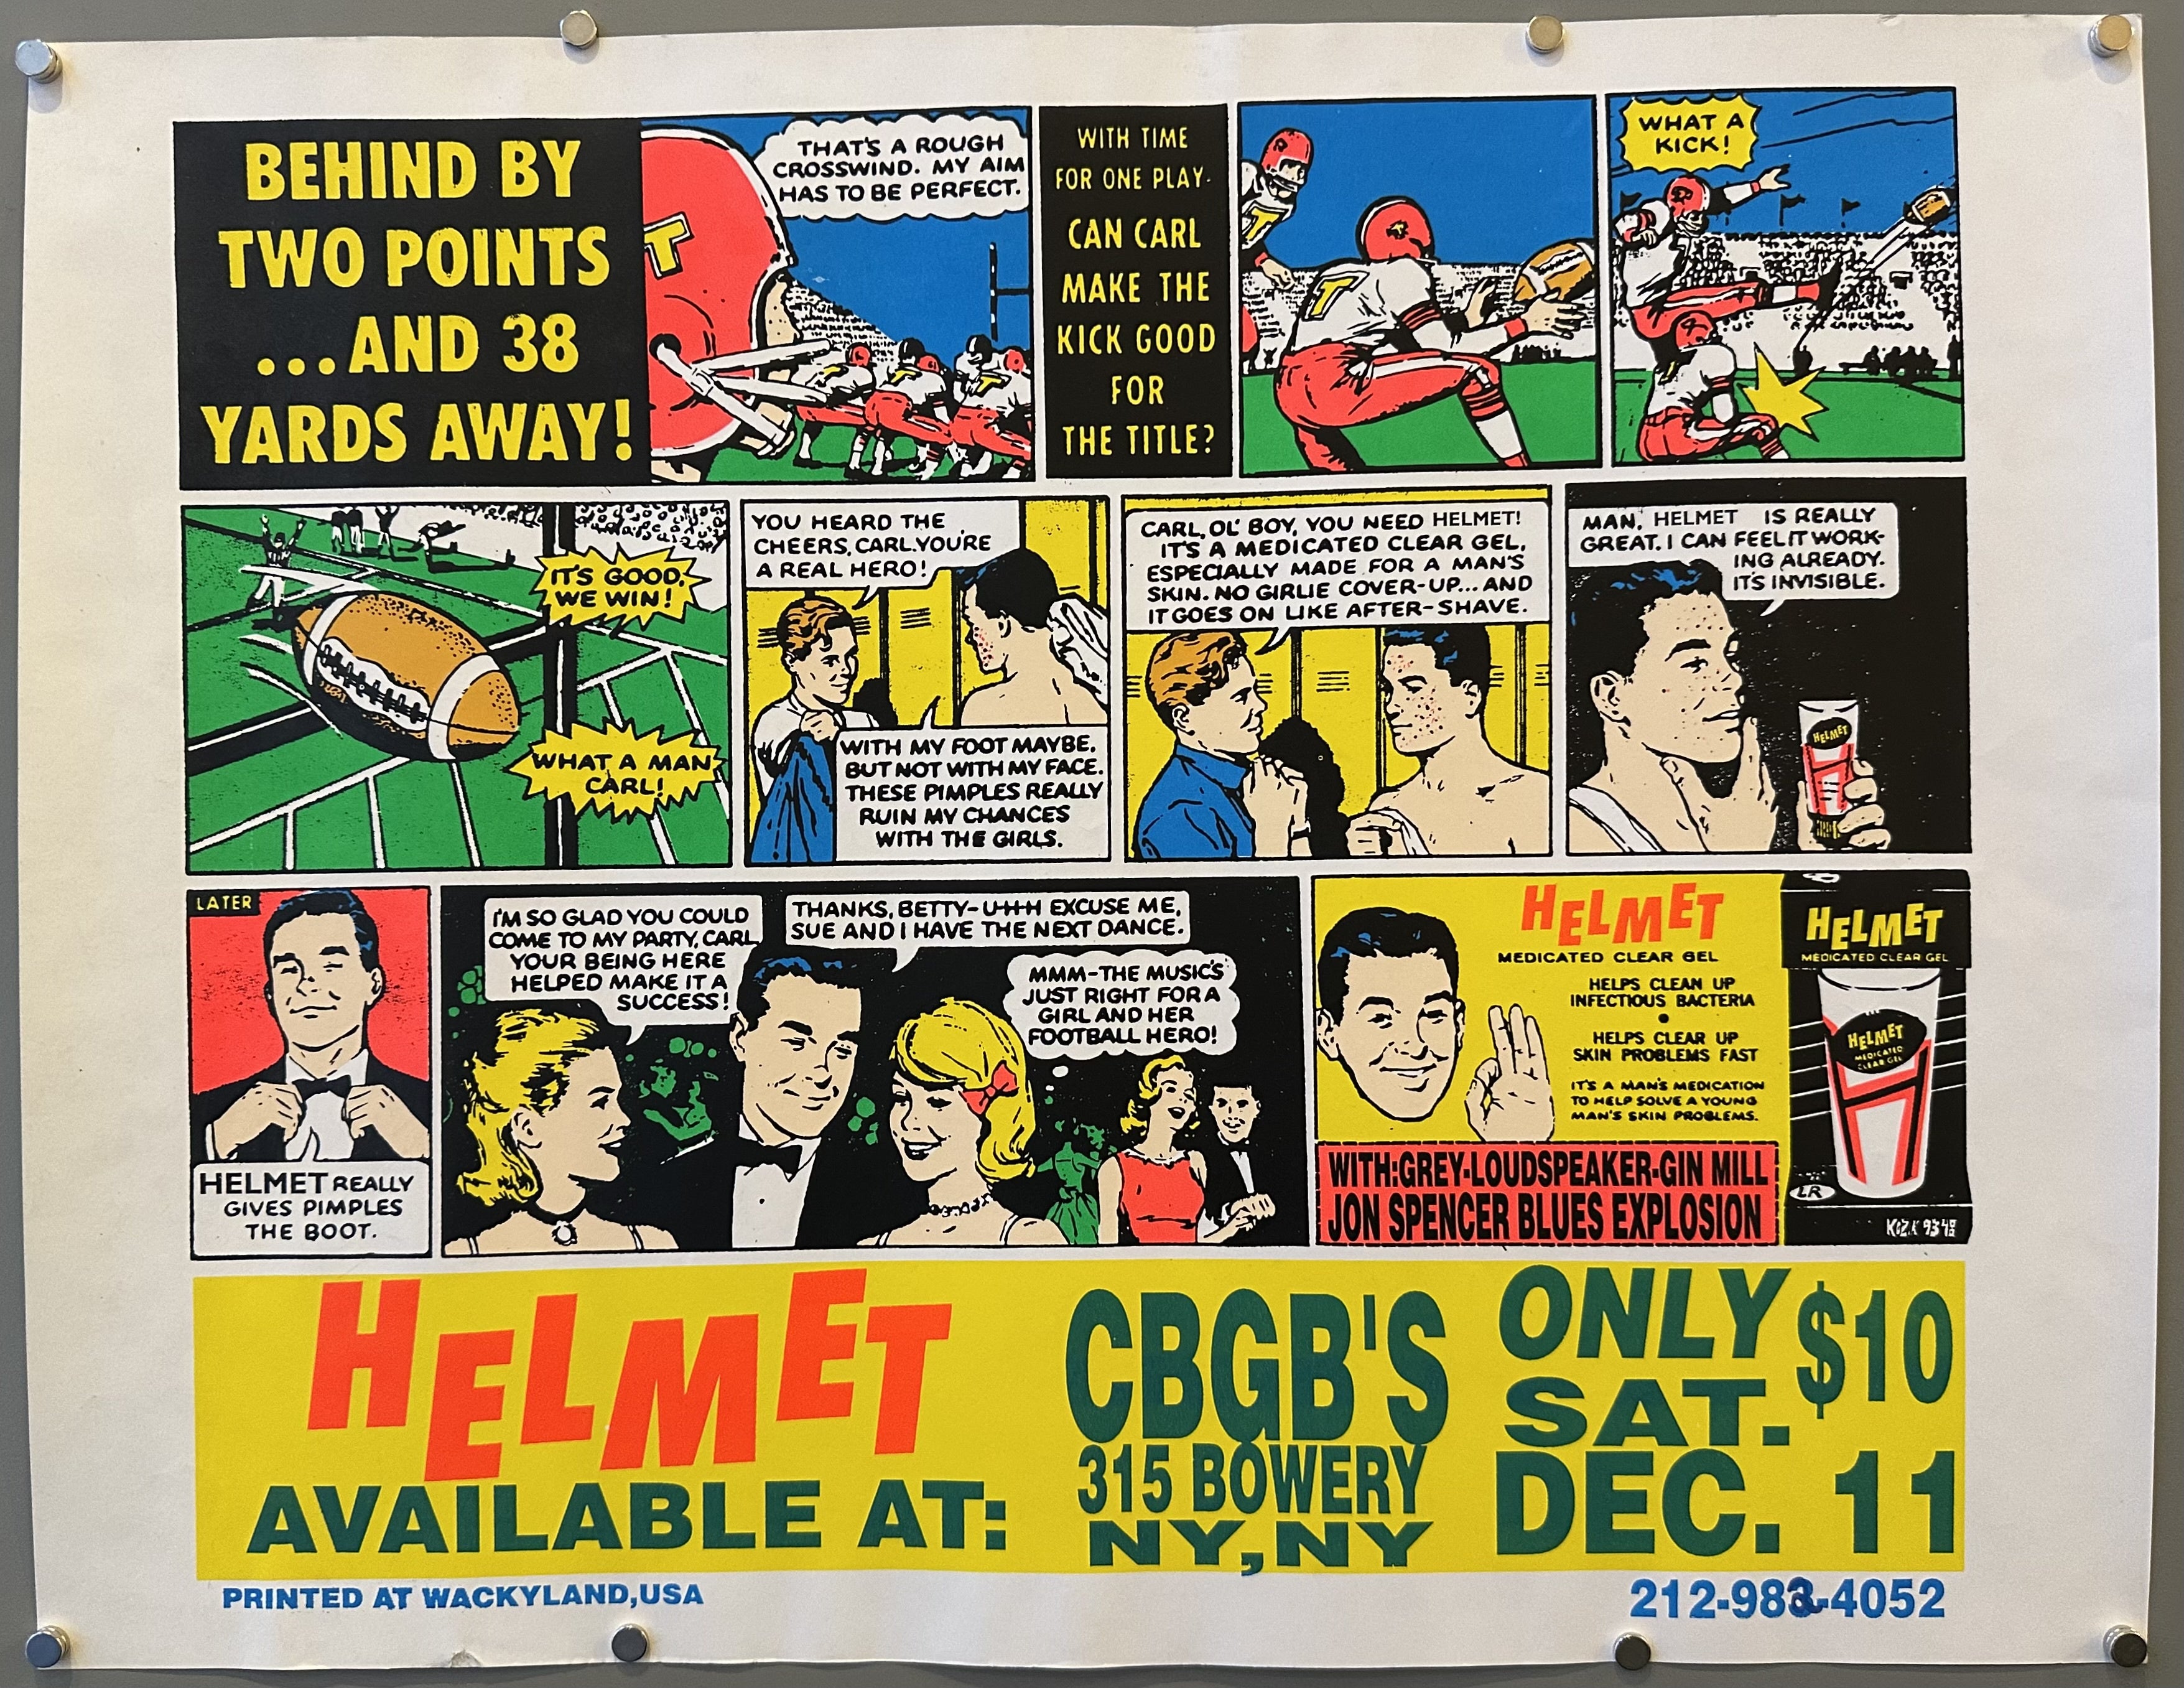 BEHIND BY
TWO POINTS
...AND 38
YARDS AWAY!
T
THAT'S A ROUGH
CROSSWIND. MY AIM
HAS TO BE PERFECT.
WITH TIME
FOR ONE PLAY-
CAN CARL
MAKE THE
KICK GOOD
FOR
THE TITLE?
T
T
WHAT A
KICK!
IT'S GOOD,
WE WIN!
WHAT A MAN
CARL!
YOU HEARD THE
CHEERS, CARL. YOU'RE
A REAL HERO!
WITH MY FOOT MAYBE.
BUT NOT WITH MY FACE.
THESE PIMPLES REALLY
RUIN MY CHANCES
WITH THE GIRLS.
CARL, OL' BOY, YOU NEED HELMET!
IT'S A MEDICATED CLEAR GEL,
ESPECIALLY MADE FOR A MAN'S
SKIN. NO GIRLIE COVER-UP... AND
IT GOES ON LIKE AFTER-SHAVE.
MAN, HELMET IS REALLY
GREAT. I CAN FEEL IT WORK-
ING ALREADY.
IT'S INVISIBLE.
HELMET
LATER
HELMET REALLY
GIVES PIMPLES
THE BOOT.
I'M SO GLAD YOU COULD
COME TO MY PARTY, CARL
YOUR BEING HERE
HELPED MAKE IT A
SUCCESS!
THANKS, BETTY-UHH EXCUSE ME,
SUE AND I HAVE THE NEXT DANCE.
MMM-THE MUSIC'S
JUST RIGHT FOR A
GIRL AND HER
FOOTBALL HERO!
HELMET
MEDICATED CLEAR GEL
HELPS CLEAN UP
INFECTIOUS BACTERIA
•
HELPS CLEAR UP
SKIN PROBLEMS FAST
IT'S A MAN'S MEDICATION
TO HELP SOLVE A YOUNG
MAN'S SKIN PROBLEMS.
WITH:GREY-LOUDSPEAKER-GIN MILL
JON SPENCER BLUES EXPLOSION
HELMET
MEDICATED CLEAR GEL
HELMET
MEDICATED
CLEAR GEL
LR
KOZIK 93
HELMET
AVAILABLE AT:
CBGB'S
315 BOWERY
NY,NY
ONLY $10
SAT.
DEC. 11
PRINTED AT WACKYLAND,USA
212-982-4052